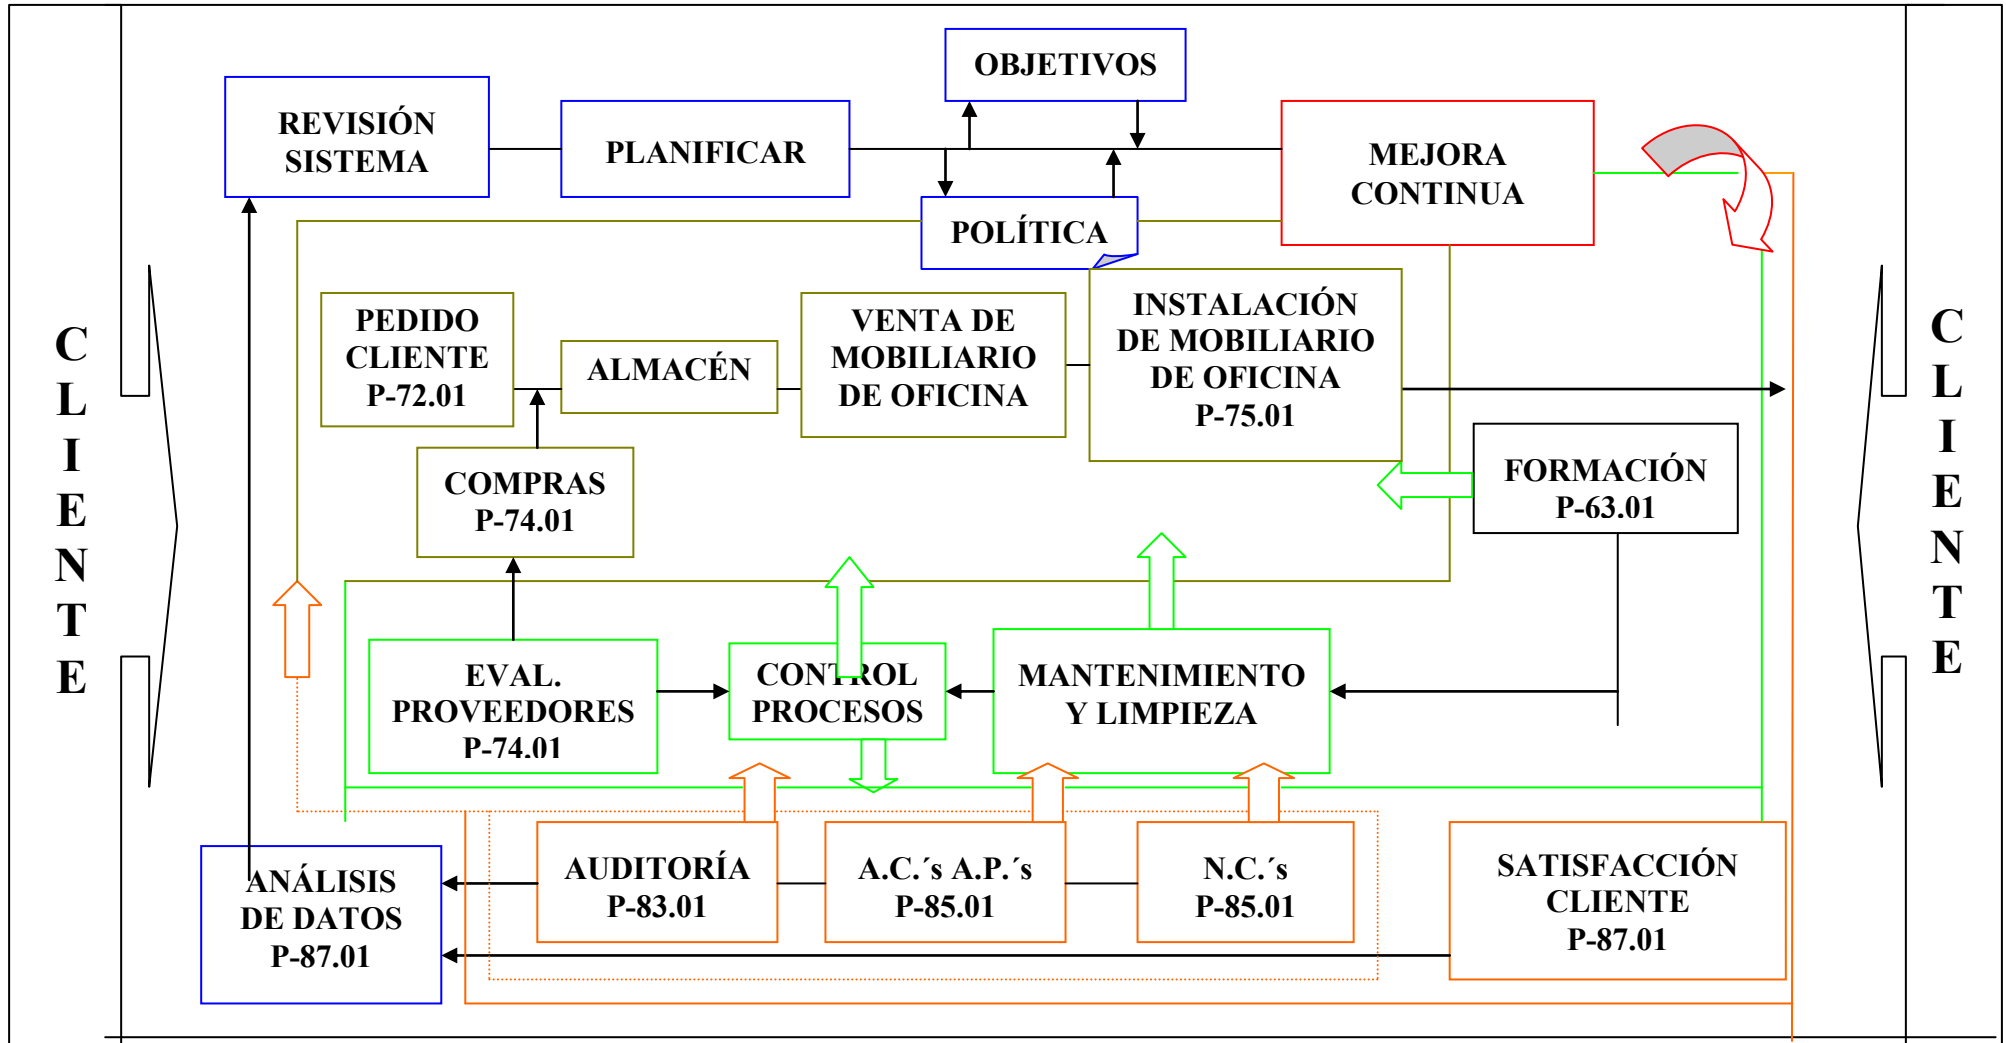 C
L
I
E
N
T
E
OBJETIVOS
REVISIÓN
SISTEMA
PLANIFICAR
MEJORA
CONTINUA
POLÍTICA
PEDIDO
CLIENTE
P-72.01
ALMACÉN
VENTA DE
MOBILIARIO
DE OFICINA
INSTALACIÓN
DE MOBILIARIO
DE OFICINA
P-75.01
COMPRAS
P-74.01
FORMACIÓN
P-63.01
EVAL.
PROVEEDORES
P-74.01
CONTROL
PROCESOS
MANTENIMIENTO
Y LIMPIEZA
ANÁLISIS
DE DATOS
P-87.01
AUDITORÍA
P-83.01
A.C.´s A.P.´s
P-85.01
N.C.´s
P-85.01
SATISFACCIÓN
CLIENTE
P-87.01
C
L
I
E
N
T
E